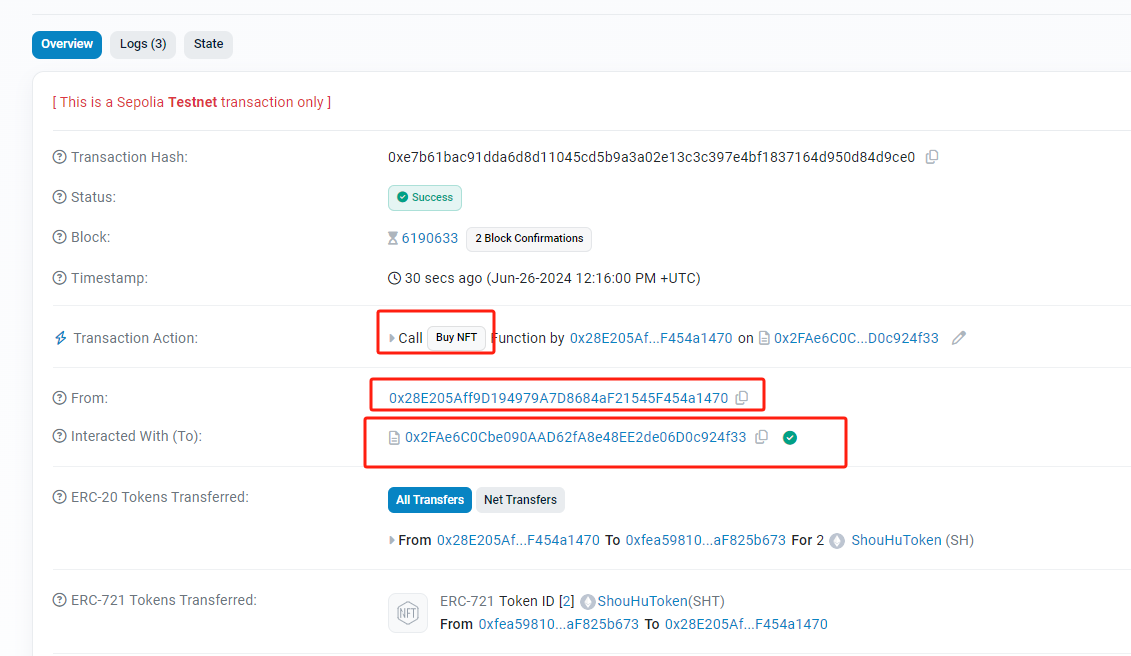 Overview Logs (3) State
[ This is a Sepolia Testnet transaction only ]
Transaction Hash: 0xe7b61bac91dda6d8d11045cd5b9a3a02e13c3c397e4bf1837164d950d84d9ce0
Status: Success
Block: 6190633 2 Block Confirmations
Timestamp: 30 secs ago (Jun-26-2024 12:16:00 PM +UTC)
Transaction Action: Call Buy NFT Function by 0x28E205Af...F454a1470 on 0x2FAe6C0C...D0c924f33
From: 0x28E205Aff9D194979A7D8684aF21545F454a1470
Interacted With (To): 0x2FAe6C0Cbe090AAD62fA8e48EE2de06D0c924f33
ERC-20 Tokens Transferred: All Transfers Net Transfers
From 0x28E205Af...F454a1470 To 0xfea59810...aF825b673 For 2 ShouHuToken (SH)
ERC-721 Tokens Transferred: NFT ERC-721 Token ID [2] ShouHuToken(SHT)
From 0xfea59810...aF825b673 To 0x28E205Af...F454a1470